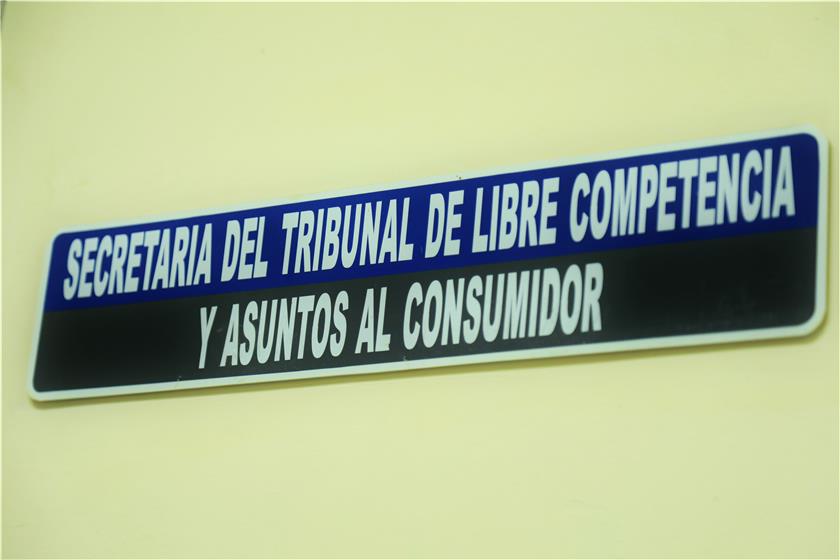 SECRETARIA DEL TRIBUNAL DE LIBRE COMPETENCIA
Y ASUNTOS AL CONSUMIDOR